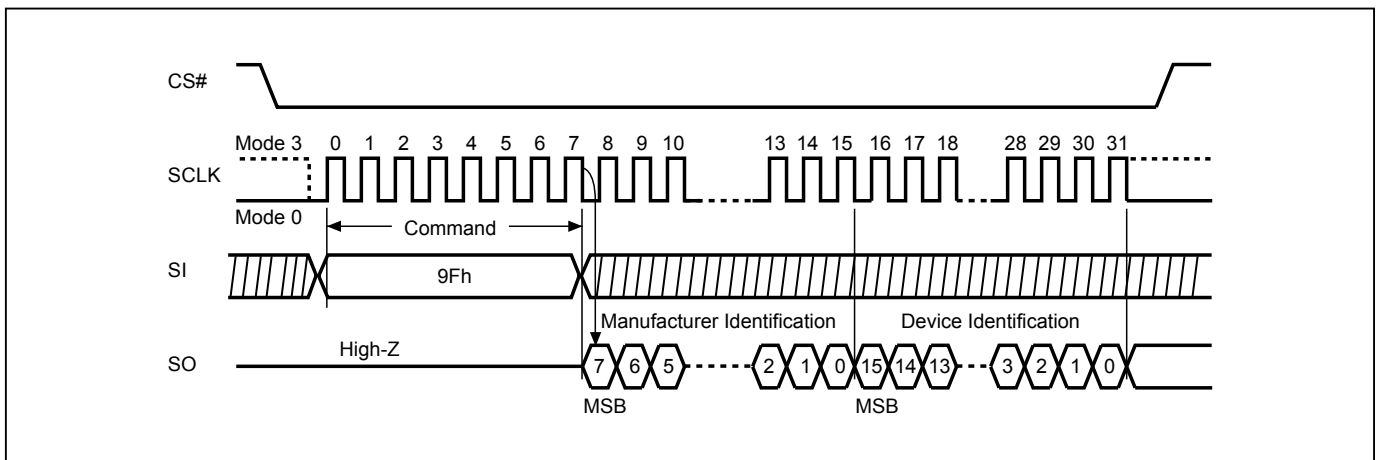 CS#
Mode 3 0 1 2 3 4 5 6 7 8 9 10 13 14 15 16 17 18 28 29 30 31
SCLK
Mode 0
Command
SI 9Fh
Manufacturer Identification Device Identification
High-Z
SO 7 6 5 2 1 0 15 14 13 3 2 1 0
MSB MSB